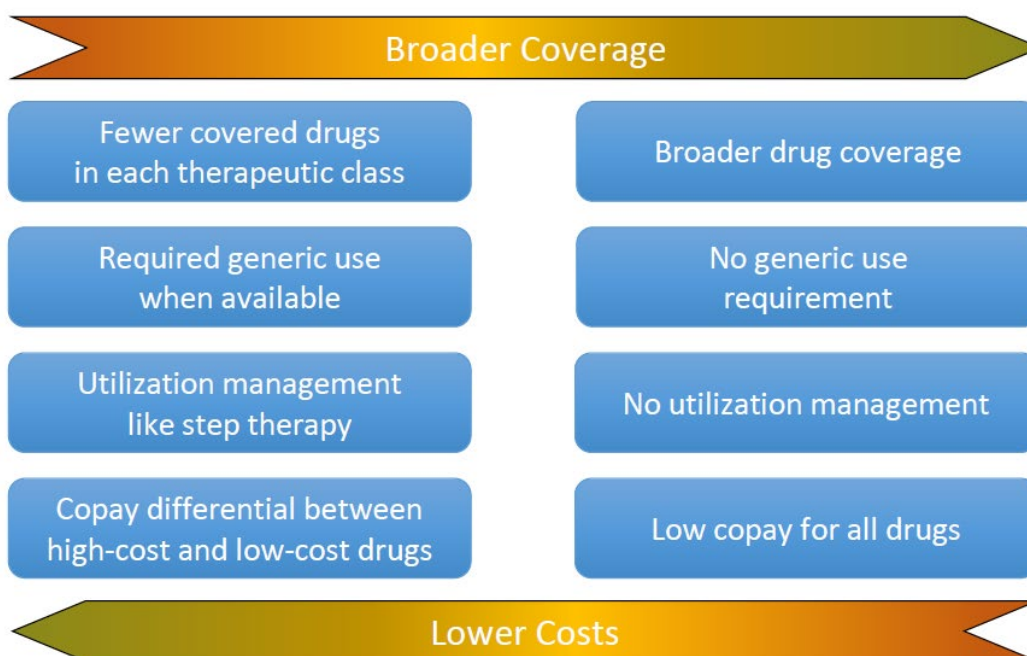 Broader Coverage
Fewer covered drugs
in each therapeutic class
Broader drug coverage
Required generic use
when available
No generic use
requirement
Utilization management
like step therapy
No utilization management
Copay differential between
high-cost and low-cost drugs
Low copay for all drugs
Lower Costs